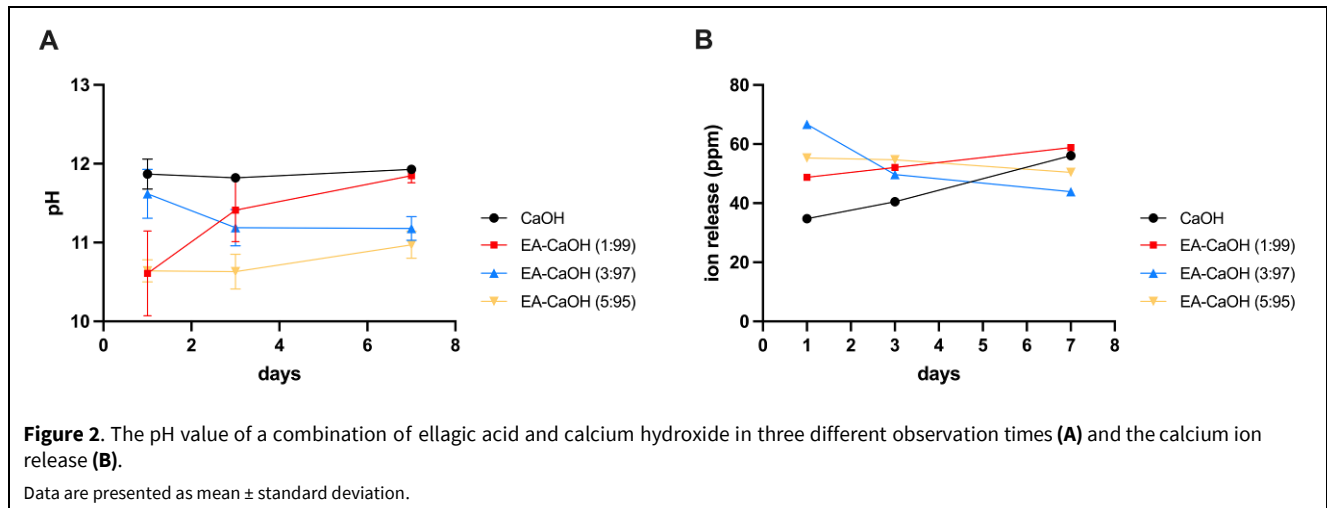 A
13
12
11
10
pH
0
2
4
6
8
days
CaOH
EA-CaOH (1:99)
EA-CaOH (3:97)
EA-CaOH (5:95)
B
80
60
40
20
0
ion release (ppm)
0 1 2 3 4 5 6 7 8
days
CaOH
EA-CaOH (1:99)
EA-CaOH (3:97)
EA-CaOH (5:95)
Figure 2. The pH value of a combination of ellagic acid and calcium hydroxide in three different observation times (A) and the calcium ion
release (B).
Data are presented as mean ± standard deviation.